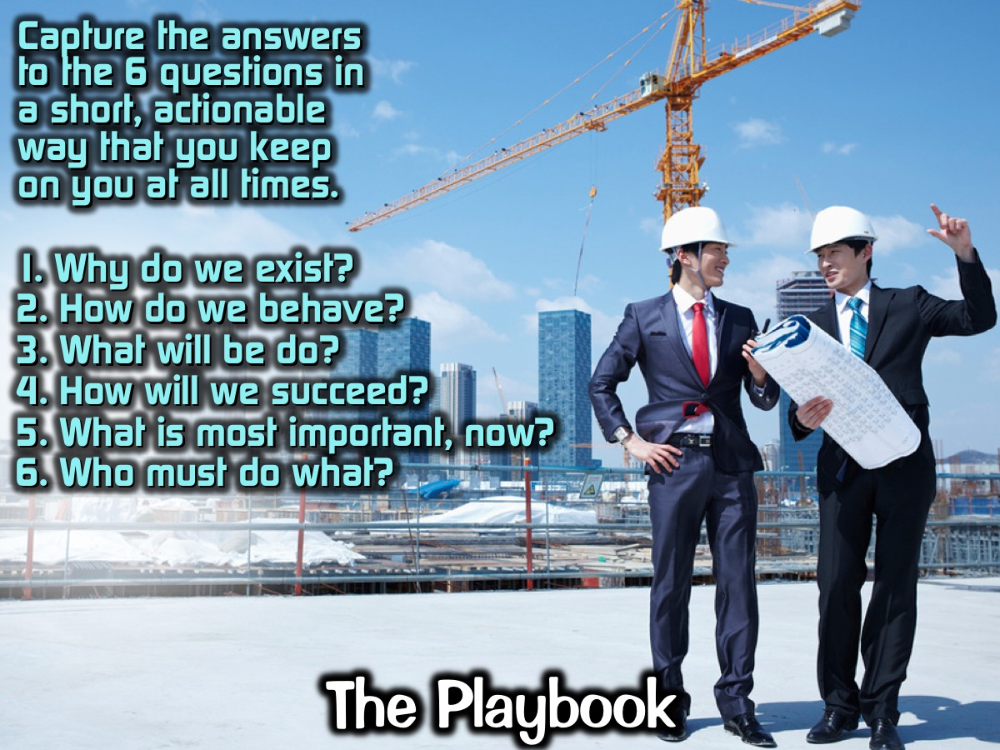 Capture the answers
to the 6 questions in
a short, actionable
way that you keep
on you at all times.
1. Why do we exist?
2. How do we behave?
3. What will be do?
4. How will we succeed?
5. What is most important, now?
6. Who must do what?
The Playbook